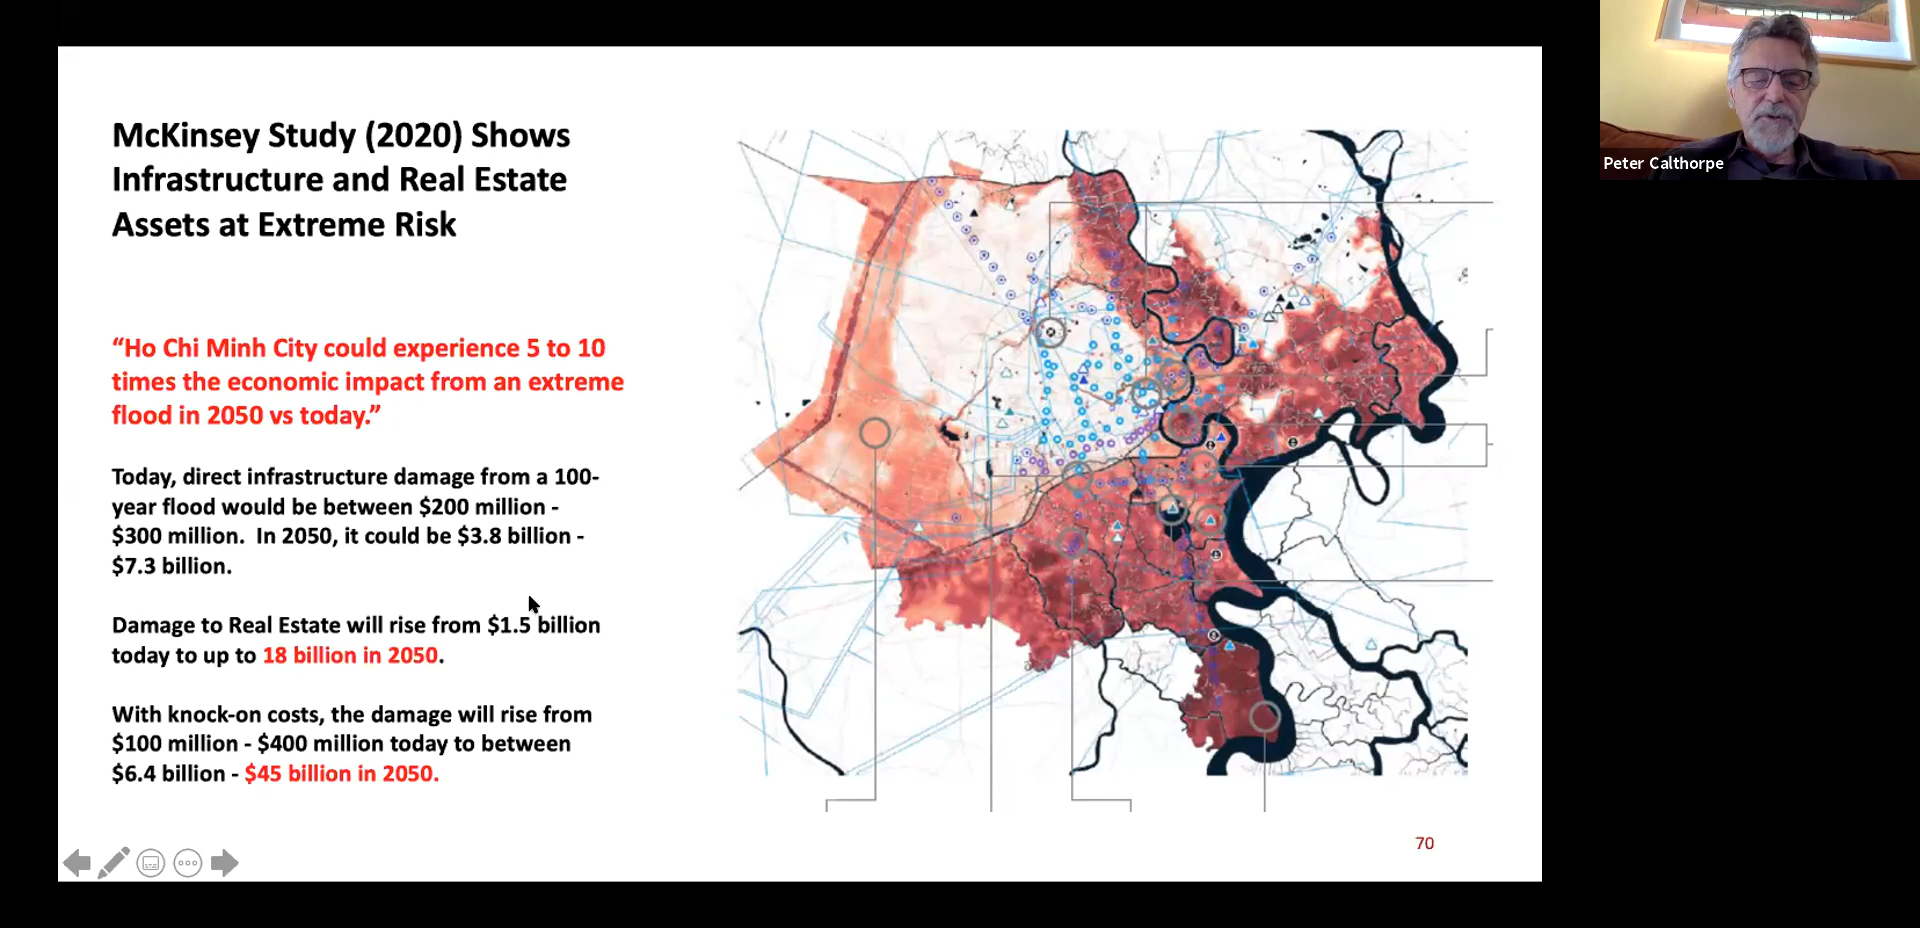 McKinsey Study (2020) Shows
Infrastructure and Real Estate
Assets at Extreme Risk
“Ho Chi Minh City could experience 5 to 10
times the economic impact from an extreme
flood in 2050 vs today.”
Today, direct infrastructure damage from a 100-
year flood would be between $200 million -
$300 million.  In 2050, it could be $3.8 billion -
$7.3 billion.
Damage to Real Estate will rise from $1.5 billion
today to up to 18 billion in 2050.
With knock-on costs, the damage will rise from
$100 million - $400 million today to between
$6.4 billion - $45 billion in 2050.
70
Peter Calthorpe